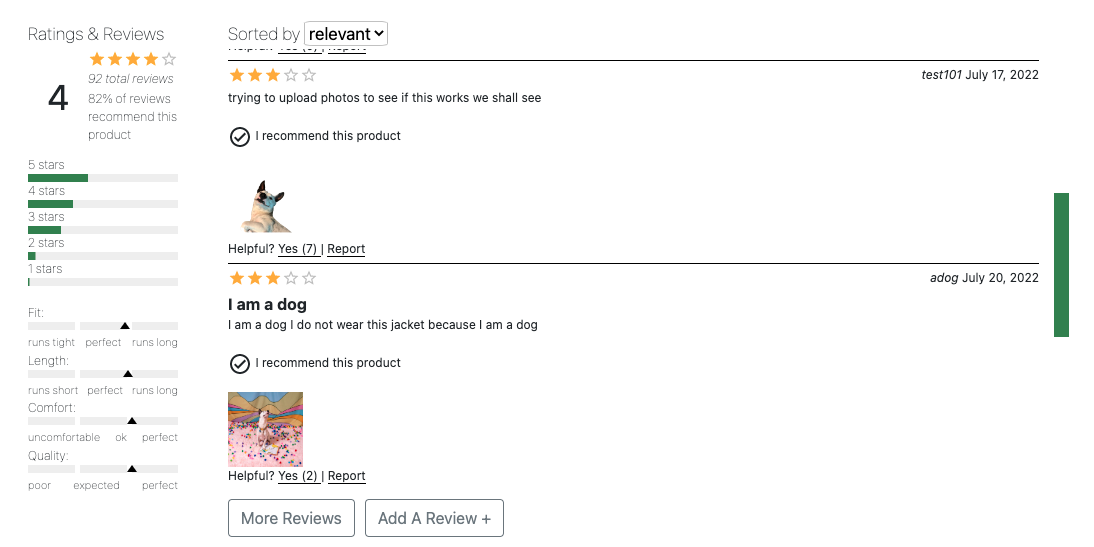 Ratings & Reviews
4
92 total reviews
82% of reviews
recommend this
product
5 stars
4 stars
3 stars
2 stars
1 stars
Fit:
runs tight perfect runs long
Length:
runs short perfect runs long
Comfort:
uncomfortable ok perfect
Quality:
poor expected perfect
Sorted by relevant
test101 July 17, 2022
trying to upload photos to see if this works we shall see
I recommend this product
Helpful? Yes (7) | Report
adog July 20, 2022
I am a dog
I am a dog I do not wear this jacket because I am a dog
I recommend this product
Helpful? Yes (2) | Report
More Reviews Add A Review +